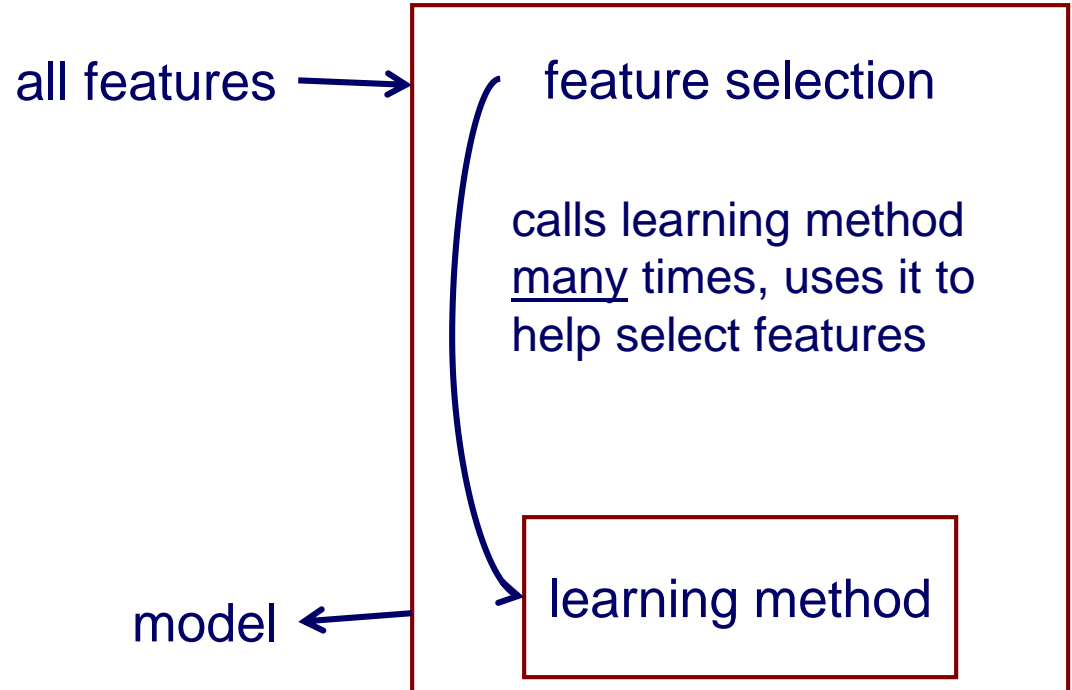 all features
feature selection
calls learning method
many times, uses it to
help select features
learning method
model